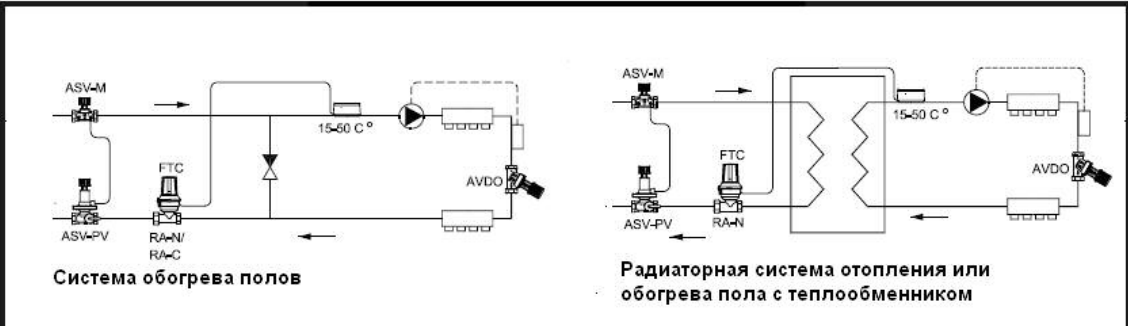 ASV-M
15-50 C°
FTC
AVDO
ASV-PV
RA-N/
RA-C
Система обогрева полов
ASV-M
15-50 C°
FTC
AVDO
ASV-PV
RA-N
Радиаторная система отопления или
обогрева пола с теплообменником